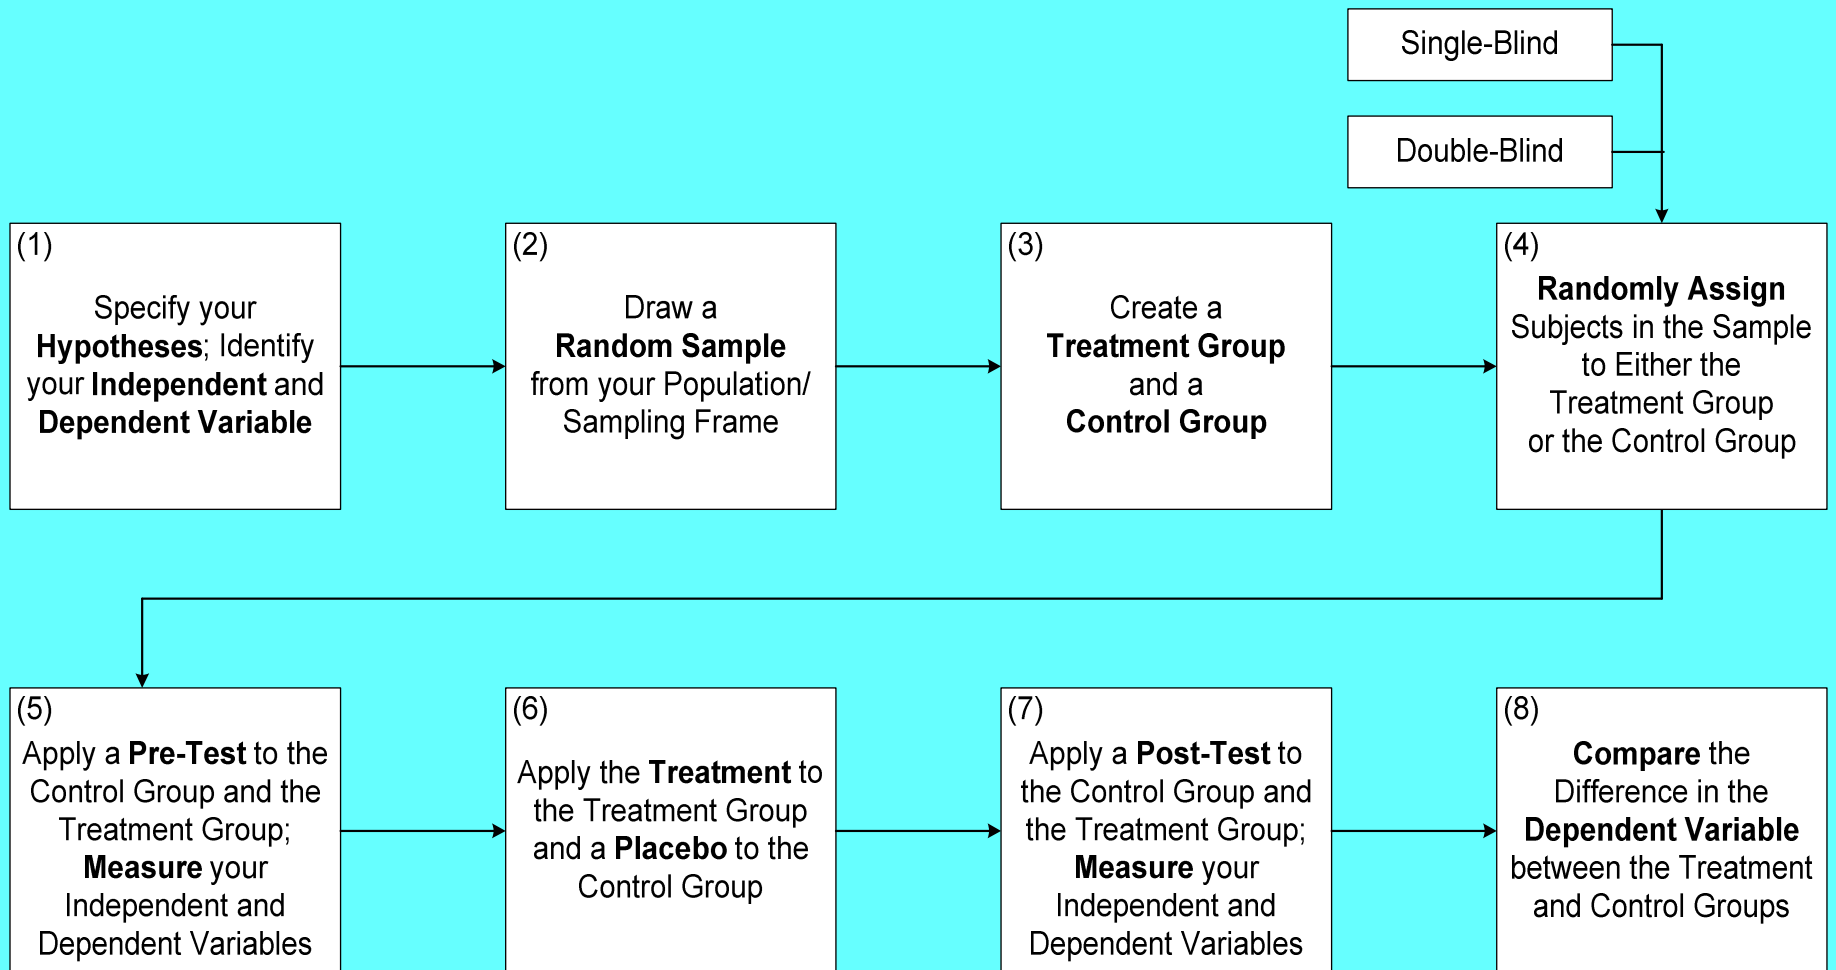 Single-Blind
Double-Blind
(1)
Specify your
Hypotheses; Identify
your Independent and
Dependent Variable
(2)
Draw a
Random Sample
from your Population/
Sampling Frame
(3)
Create a
Treatment Group
and a
Control Group
(4)
Randomly Assign
Subjects in the Sample
to Either the
Treatment Group
or the Control Group
(5)
Apply a Pre-Test to the
Control Group and the
Treatment Group;
Measure your
Independent and
Dependent Variables
(6)
Apply the Treatment to
the Treatment Group
and a Placebo to the
Control Group
(7)
Apply a Post-Test to
the Control Group and
the Treatment Group;
Measure your
Independent and
Dependent Variables
(8)
Compare the
Difference in the
Dependent Variable
between the Treatment
and Control Groups